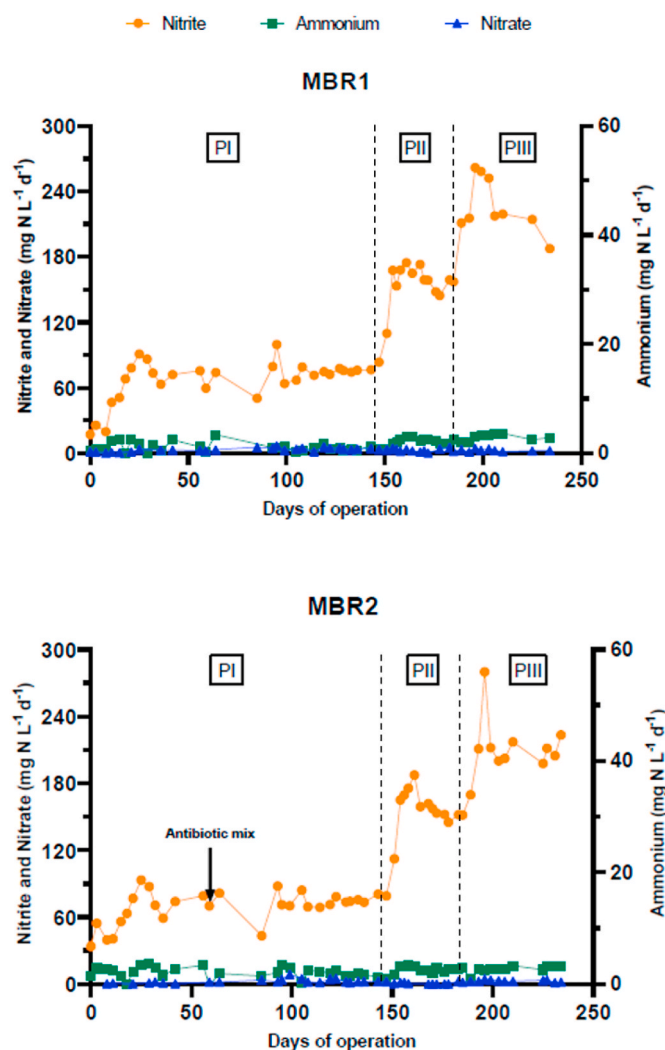 Nitrite Ammonium Nitrate
MBR1
PI PII PIII
300
240
180
120
60
0
60
40
20
0
0 50 100 150 200 250
Nitrite and Nitrate (mg N L⁻¹ d⁻¹)
Ammonium (mg N L⁻¹ d⁻¹)
Days of operation
MBR2
PI PII PIII
300
240
180
120
60
0
60
40
20
0
0 50 100 150 200 250
Antibiotic mix
Nitrite and Nitrate (mg N L⁻¹ d⁻¹)
Ammonium (mg N L⁻¹ d⁻¹)
Days of operation